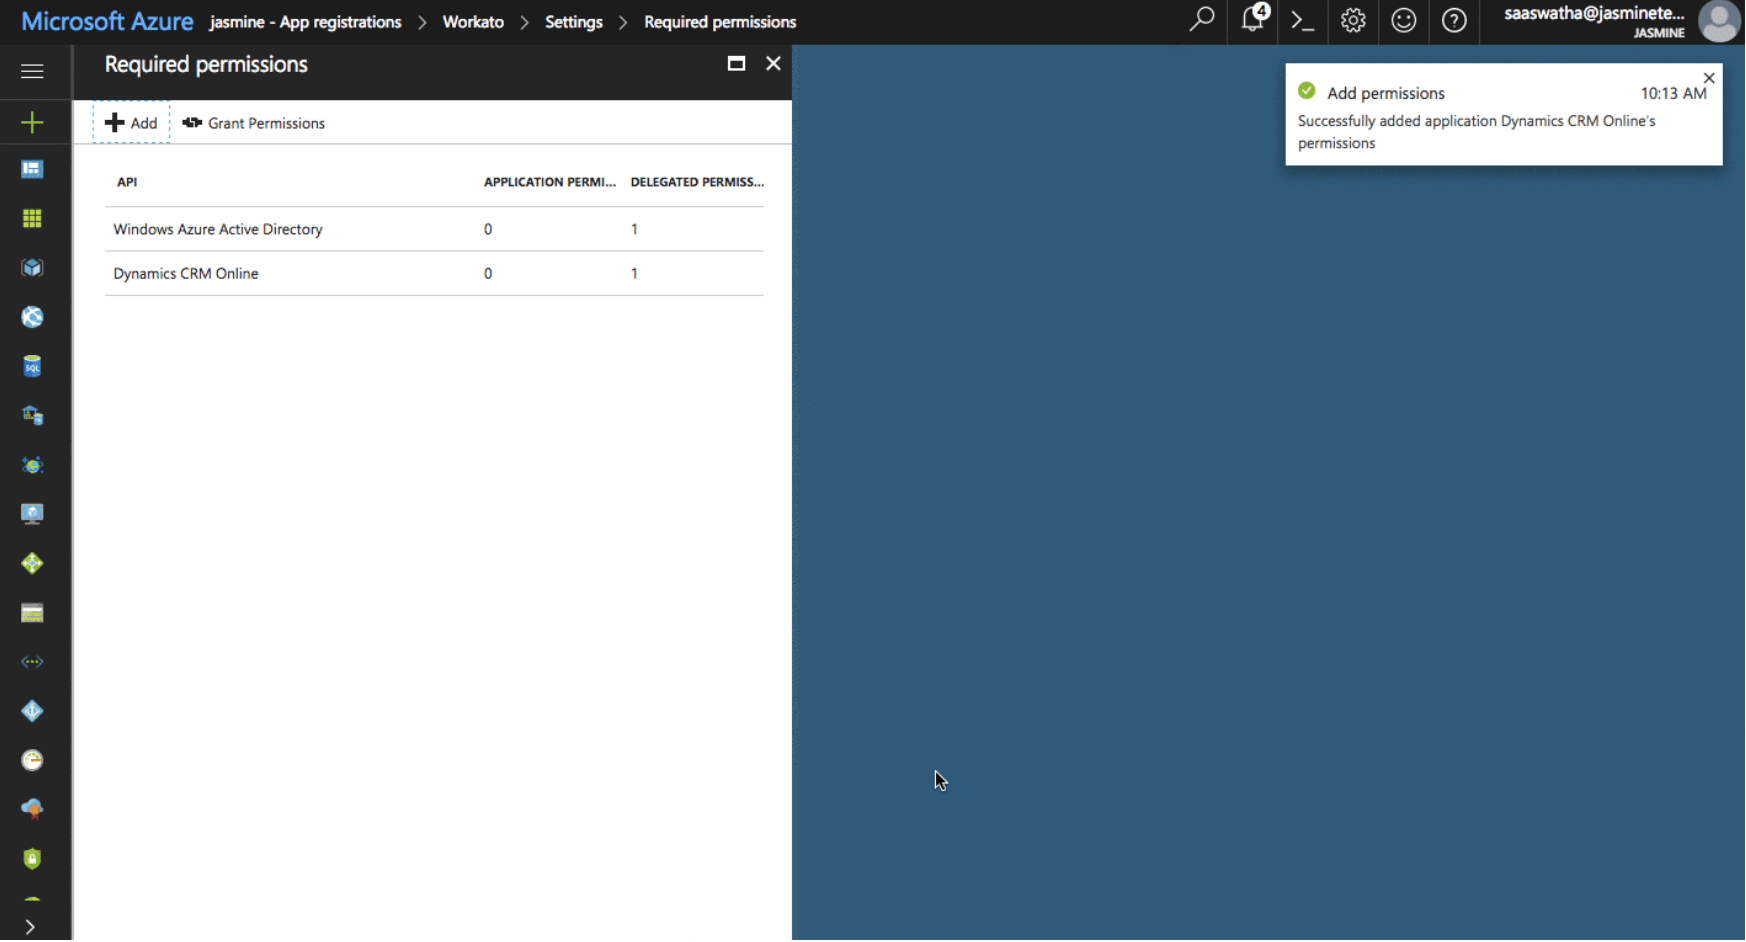 Microsoft Azure jasmine - App registrations > Workato > Settings > Required permissions
4
saaswatha@jasminete...
JASMINE
Required permissions
Add Grant Permissions
API APPLICATION PERMI... DELEGATED PERMISS...
Windows Azure Active Directory 0 1
Dynamics CRM Online 0 1
Add permissions 10:13 AM
Successfully added application Dynamics CRM Online's
permissions
SQL